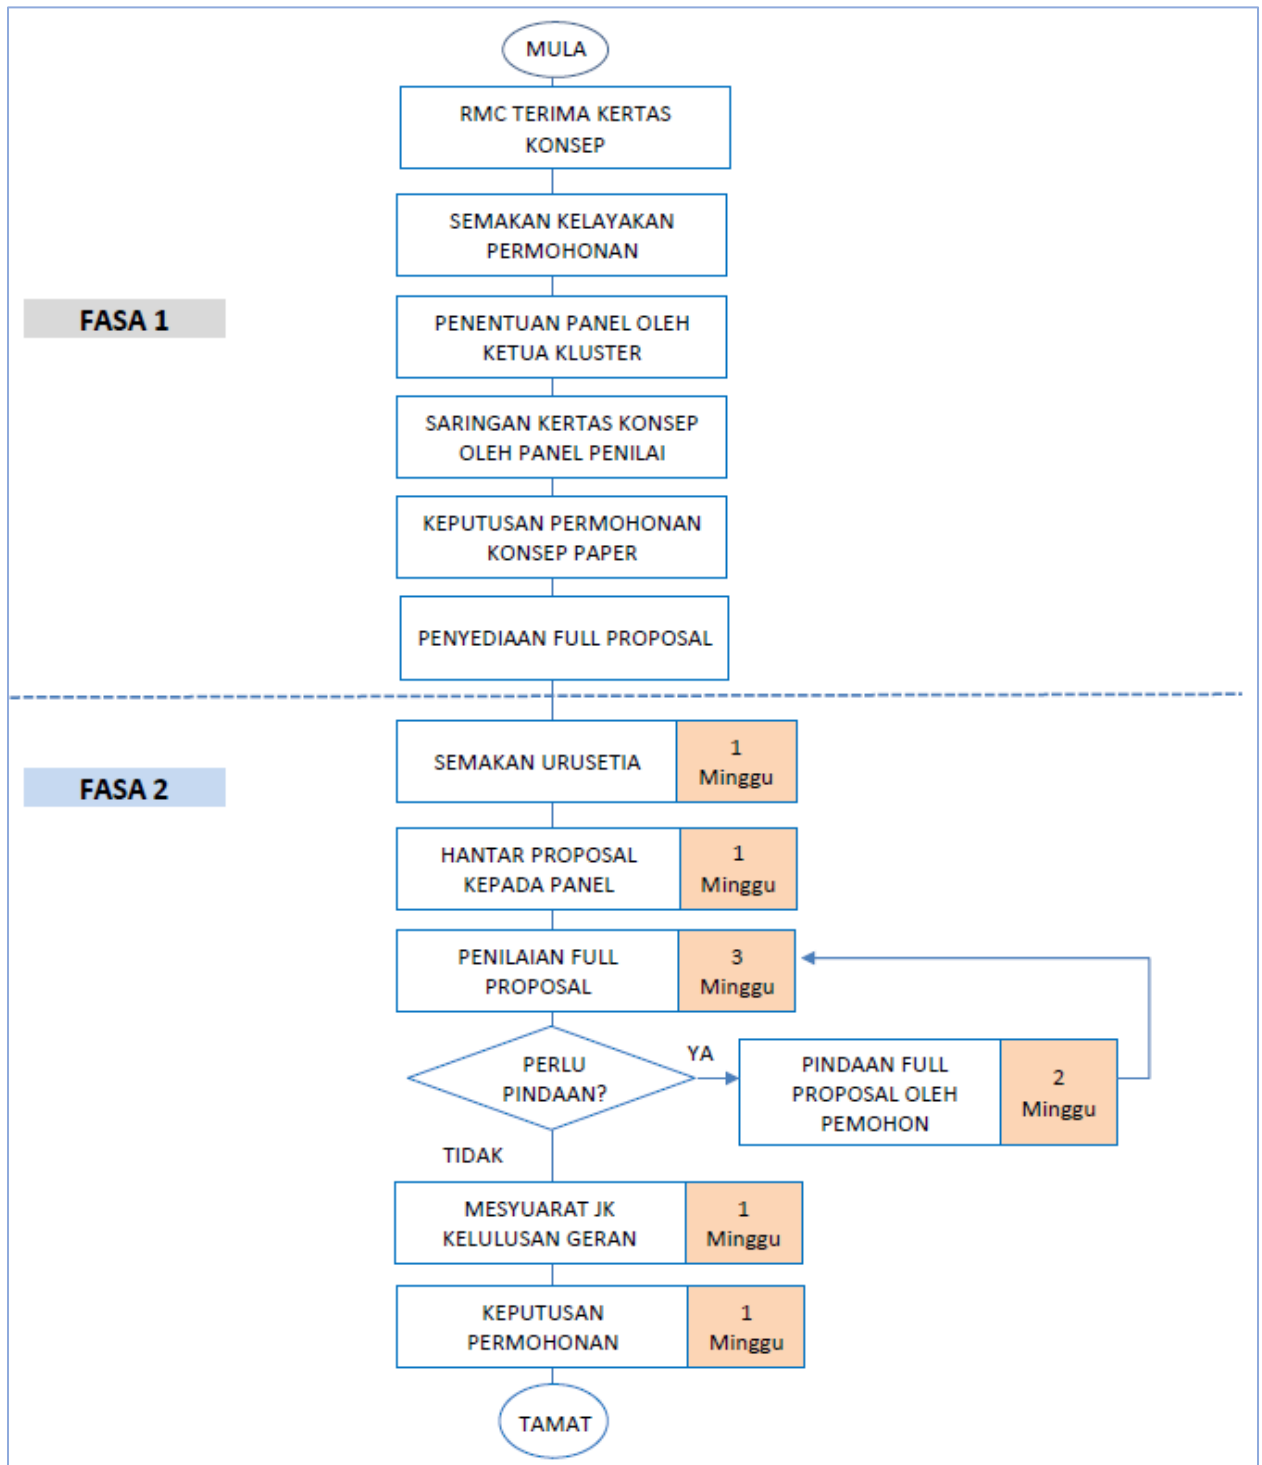 MULA
RMC TERIMA KERTAS
KONSEP
SEMAKAN KELAYAKAN
PERMOHONAN
FASA 1
PENENTUAN PANEL OLEH
KETUA KLUSTER
SARINGAN KERTAS KONSEP
OLEH PANEL PENILAI
KEPUTUSAN PERMOHONAN
KONSEP PAPER
PENYEDIAAN FULL PROPOSAL
FASA 2
SEMAKAN URUSETIA
1
Minggu
HANTAR PROPOSAL
KEPADA PANEL
1
Minggu
PENILAIAN FULL
PROPOSAL
3
Minggu
PERLU
PINDAAN?
YA
PINDAAN FULL
PROPOSAL OLEH
PEMOHON
2
Minggu
TIDAK
MESYUARAT JK
KELULUSAN GERAN
1
Minggu
KEPUTUSAN
PERMOHONAN
1
Minggu
TAMAT